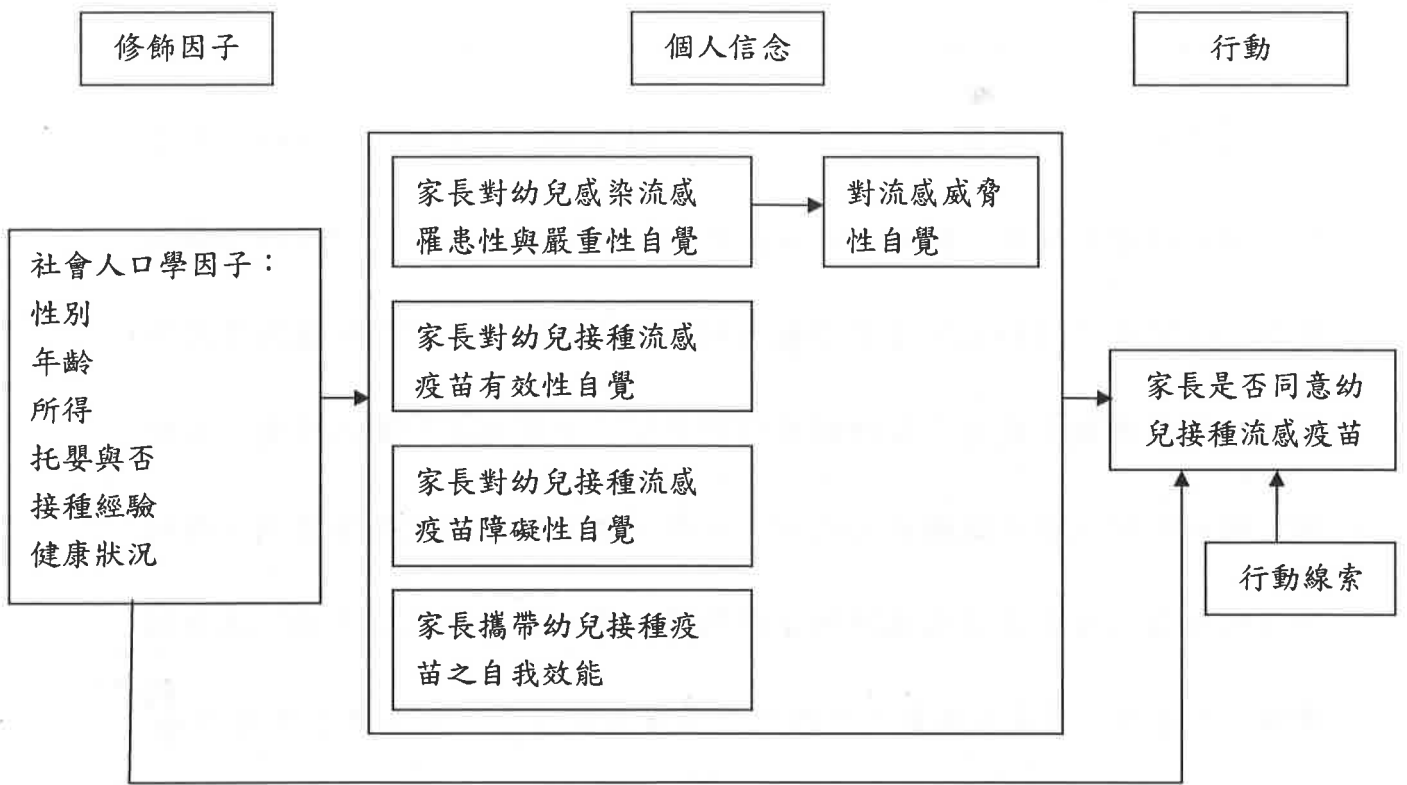 修飾因子
個人信念
行動
社會人口學因子：
性別
年齡
所得
托嬰與否
接種經驗
健康狀況
家長對幼兒感染流感
罹患性與嚴重性自覺
對流感威脅
性自覺
家長對幼兒接種流感
疫苗有效性自覺
家長對幼兒接種流感
疫苗障礙性自覺
家長攜帶幼兒接種疫
苗之自我效能
家長是否同意幼
兒接種流感疫苗
行動線索